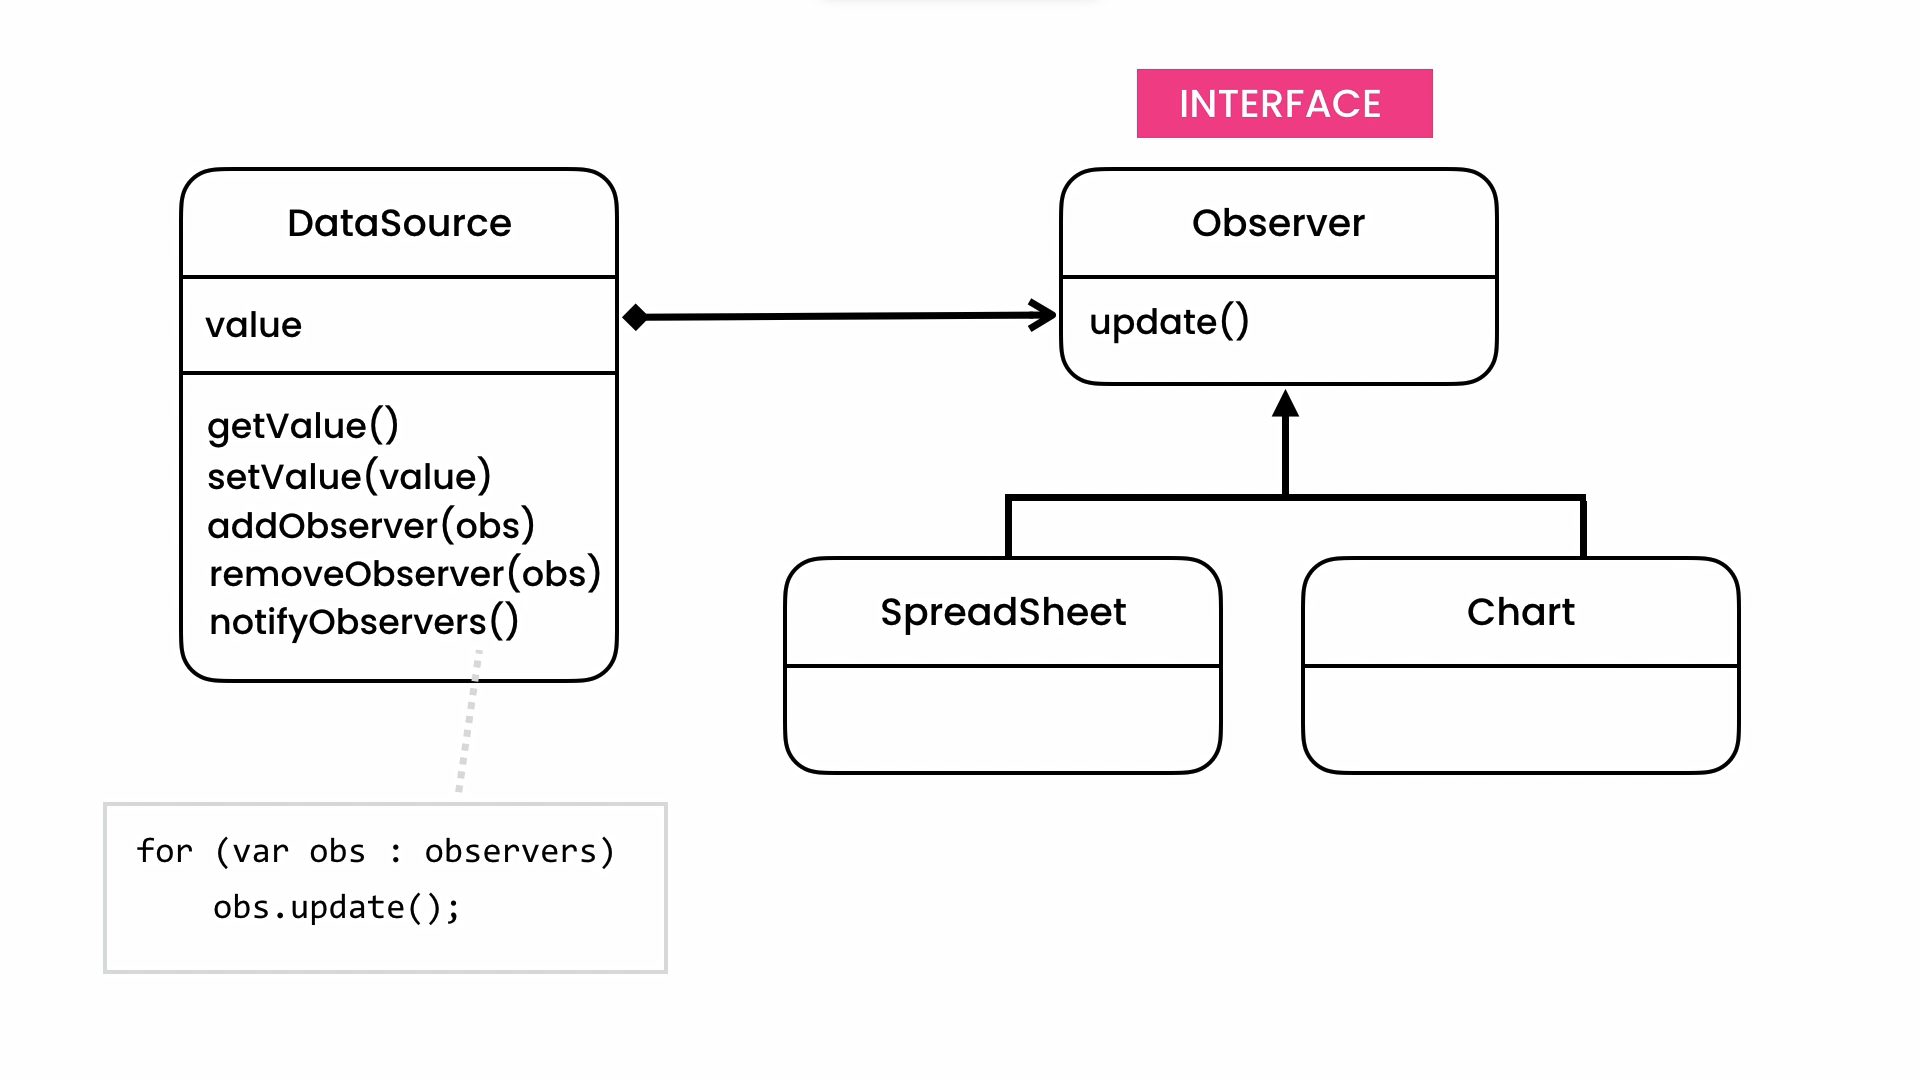 INTERFACE
DataSource
value
getValue()
setValue(value)
addObserver(obs)
removeObserver(obs)
notifyObservers()
for (var obs : observers)
obs.update();
Observer
update()
SpreadSheet
Chart